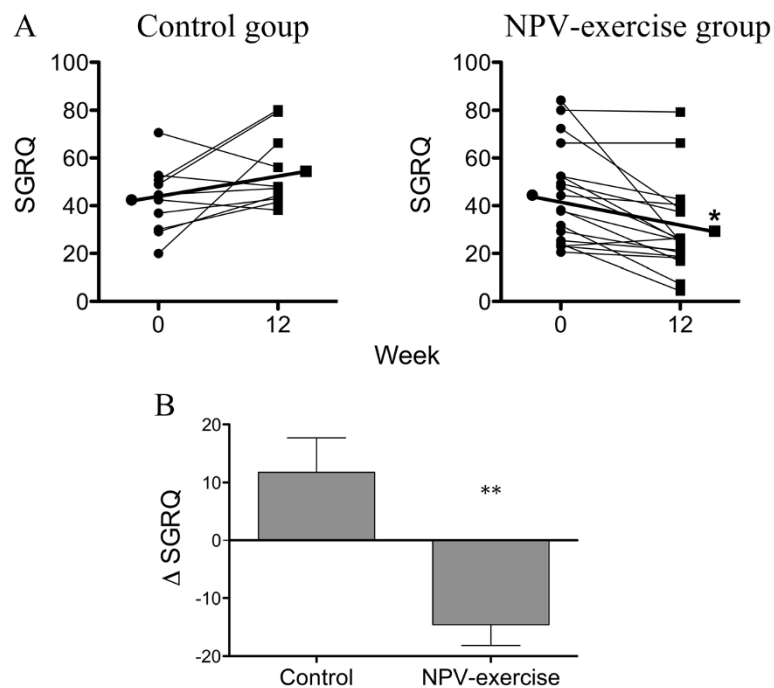 A
Control goup
NPV-exercise group
100
80
60
40
20
0
SGRQ
0
12
100
80
60
40
20
0
SGRQ
*
0
12
Week
B
20
10
0
-10
-20
Δ SGRQ
**
Control
NPV-exercise